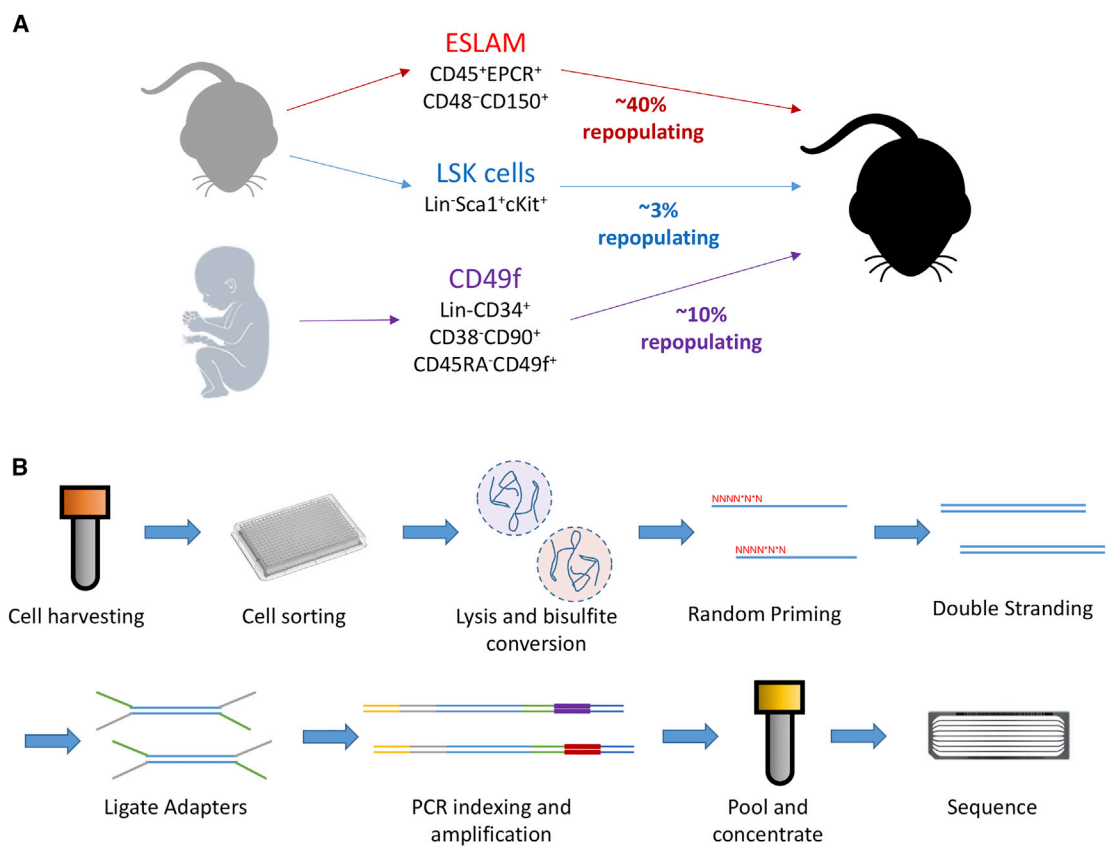 A
ESLAM
CD45⁺EPCR⁺
CD48⁻CD150⁺
~40%
repopulating
LSK cells
Lin⁻Sca1⁺cKit⁺
~3%
repopulating
CD49f
Lin-CD34⁺
CD38⁻CD90⁺
CD45RA⁻CD49f⁺
~10%
repopulating
B
NNNN*N*N
NNNN*N*N
Cell harvesting
Cell sorting
Lysis and bisulfite
conversion
Random Priming
Double Stranding
Ligate Adapters
PCR indexing and
amplification
Pool and
concentrate
Sequence